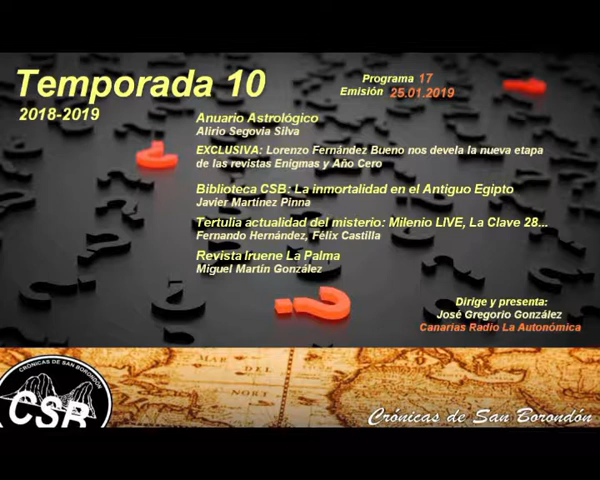 Temporada 10
2018-2019
Programa 17
Emisión 25.01.2019
Anuario Astrológico
Alirio Segovia Silva
EXCLUSIVA: Lorenzo Fernández Bueno nos devela la nueva etapa
de las revistas Enigmas y Año Cero
Biblioteca CSB: La inmortalidad en el Antiguo Egipto
Javier Martínez Pinna
Tertulia actualidad del misterio: Milenio LIVE, La Clave 28...
Fernando Hernández, Félix Castilla
Revista Iruene La Palma
Miguel Martín González
Dirige y presenta:
José Gregorio González
Canarias Radio La Autonómica
CRÓNICAS DE SAN BORONDÓN
CSB
MAR DEL
NORT
Crónicas de San Borondón